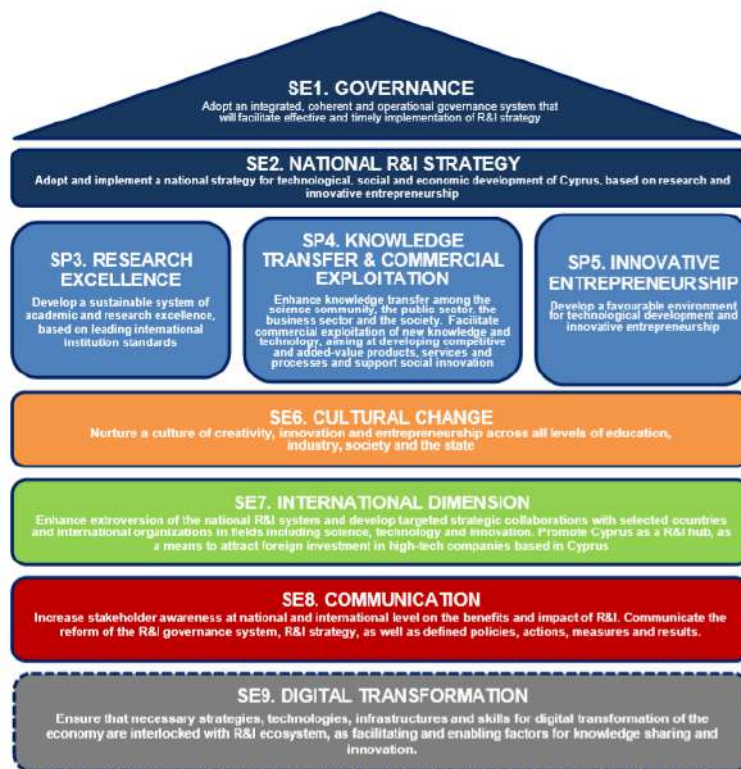 SE1. GOVERNANCE
Adopt an integrated, coherent and operational governance system that
will facilitate effective and timely implementation of R&I strategy
SE2. NATIONAL R&I STRATEGY
Adopt and implement a national strategy for technological, social and economic development of Cyprus, based on research and
innovative entrepreneurship
SP3. RESEARCH
EXCELLENCE
Develop a sustainable system of
academic and research excellence,
based on leading international
institution standards
SP4. KNOWLEDGE
TRANSFER & COMMERCIAL
EXPLOITATION
Enhance knowledge transfer among the
science community, the public sector, the
business sector and the society. Facilitate
commercial exploitation of new knowledge and
technology, aiming at developing competitive
and added-value products, services and
processes and support social innovation
SP5. INNOVATIVE
ENTREPRENEURSHIP
Develop a favourable environment
for technological development and
innovative entrepreneurship
SE6. CULTURAL CHANGE
Nurture a culture of creativity, innovation and entrepreneurship across all levels of education,
industry, society and the state
SE7. INTERNATIONAL DIMENSION
Enhance extroversion of the national R&I system and develop targeted strategic collaborations with selected countries
and international organizations in fields including science, technology and innovation. Promote Cyprus as a R&I hub, as
a means to attract foreign investment in high-tech companies based in Cyprus
SE8. COMMUNICATION
Increase stakeholder awareness at national and international level on the benefits and impact of R&I. Communicate the
reform of the R&I governance system, R&I strategy, as well as defined policies, actions, measures and results.
SE9. DIGITAL TRANSFORMATION
Ensure that necessary strategies, technologies, infrastructures and skills for digital transformation of the
economy are interlocked with R&I ecosystem, as facilitating and enabling factors for knowledge sharing and
innovation.